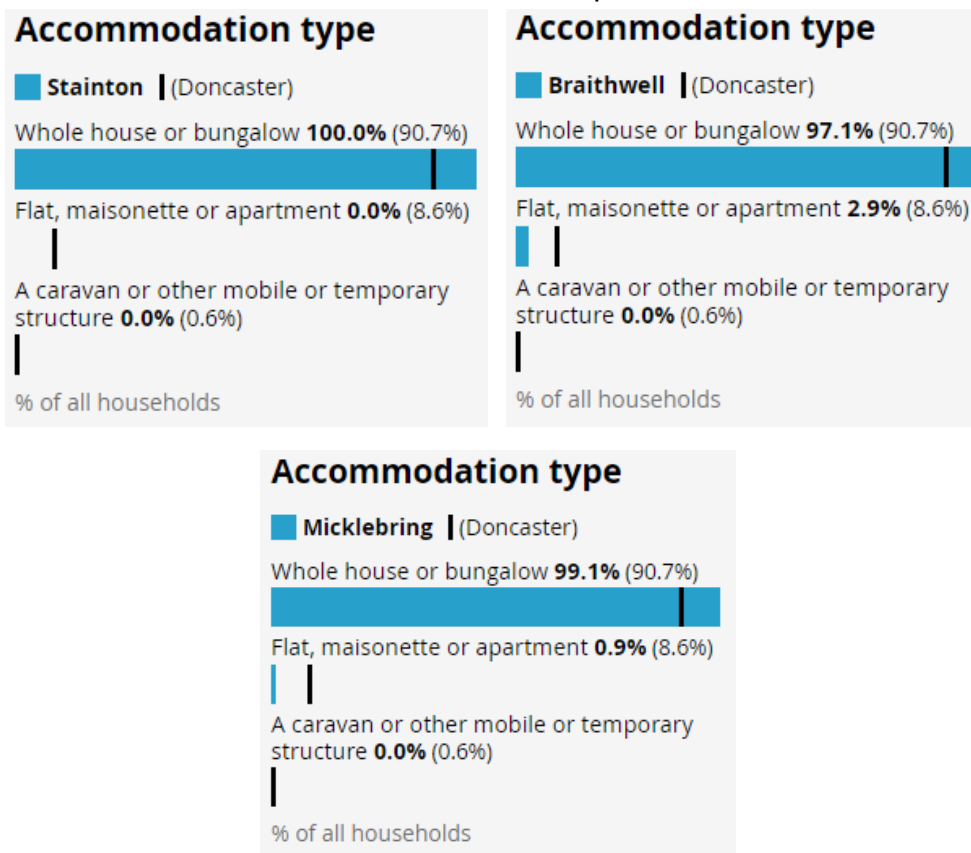 Accommodation type
Stainton (Doncaster)
Whole house or bungalow 100.0% (90.7%)
Flat, maisonette or apartment 0.0% (8.6%)
A caravan or other mobile or temporary
structure 0.0% (0.6%)
% of all households
Accommodation type
Braithwell (Doncaster)
Whole house or bungalow 97.1% (90.7%)
Flat, maisonette or apartment 2.9% (8.6%)
A caravan or other mobile or temporary
structure 0.0% (0.6%)
% of all households
Accommodation type
Micklebring (Doncaster)
Whole house or bungalow 99.1% (90.7%)
Flat, maisonette or apartment 0.9% (8.6%)
A caravan or other mobile or temporary
structure 0.0% (0.6%)
% of all households